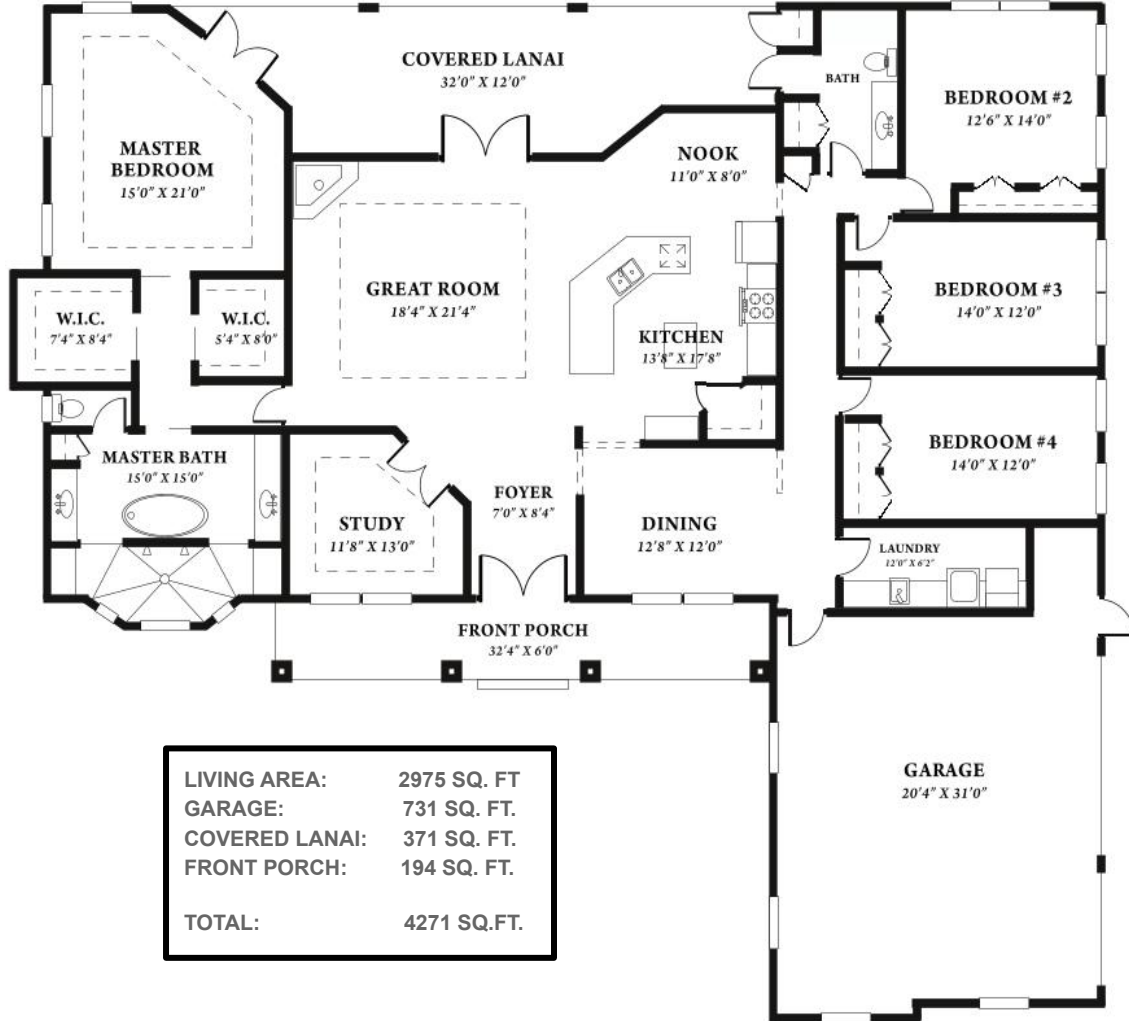 COVERED LANAI
32'0" X 12'0"
BATH
BEDROOM #2
12'6" X 14'0"
MASTER
BEDROOM
15'0" X 21'0"
NOOK
11'0" X 8'0"
GREAT ROOM
18'4" X 21'4"
BEDROOM #3
14'0" X 12'0"
W.I.C.
7'4" X 8'4"
W.I.C.
5'4" X 8'0"
KITCHEN
13'8" X 17'8"
BEDROOM #4
14'0" X 12'0"
MASTER BATH
15'0" X 15'0"
FOYER
7'0" X 8'4"
STUDY
11'8" X 13'0"
DINING
12'8" X 12'0"
LAUNDRY
12'0" X 6'2"
FRONT PORCH
32'4" X 6'0"
GARAGE
20'4" X 31'0"
LIVING AREA: 2975 SQ. FT
GARAGE: 731 SQ. FT.
COVERED LANAI: 371 SQ. FT.
FRONT PORCH: 194 SQ. FT.
TOTAL: 4271 SQ.FT.